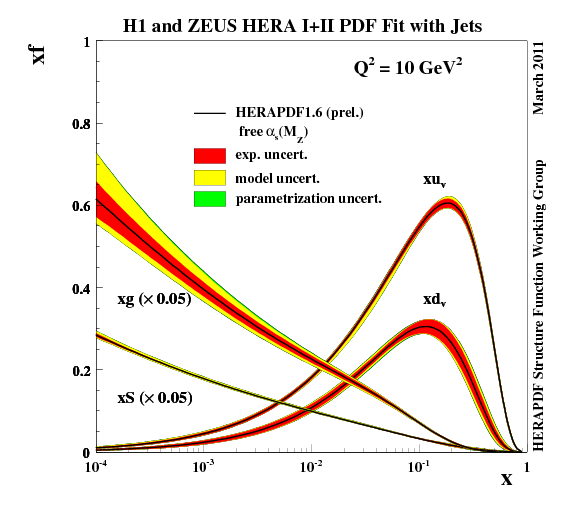 H1 and ZEUS HERA I+II PDF Fit with Jets
xf
1
Q² = 10 GeV²
March 2011
HERAPDF1.6 (prel.)
0.8
free αs(MZ)
exp. uncert.
model uncert.
xuv
parametrization uncert.
0.6
HERAPDF Structure Function Working Group
xg (× 0.05)
xdv
0.4
0.2
xS (× 0.05)
0
10⁻⁴
10⁻³
10⁻²
10⁻¹
1
x